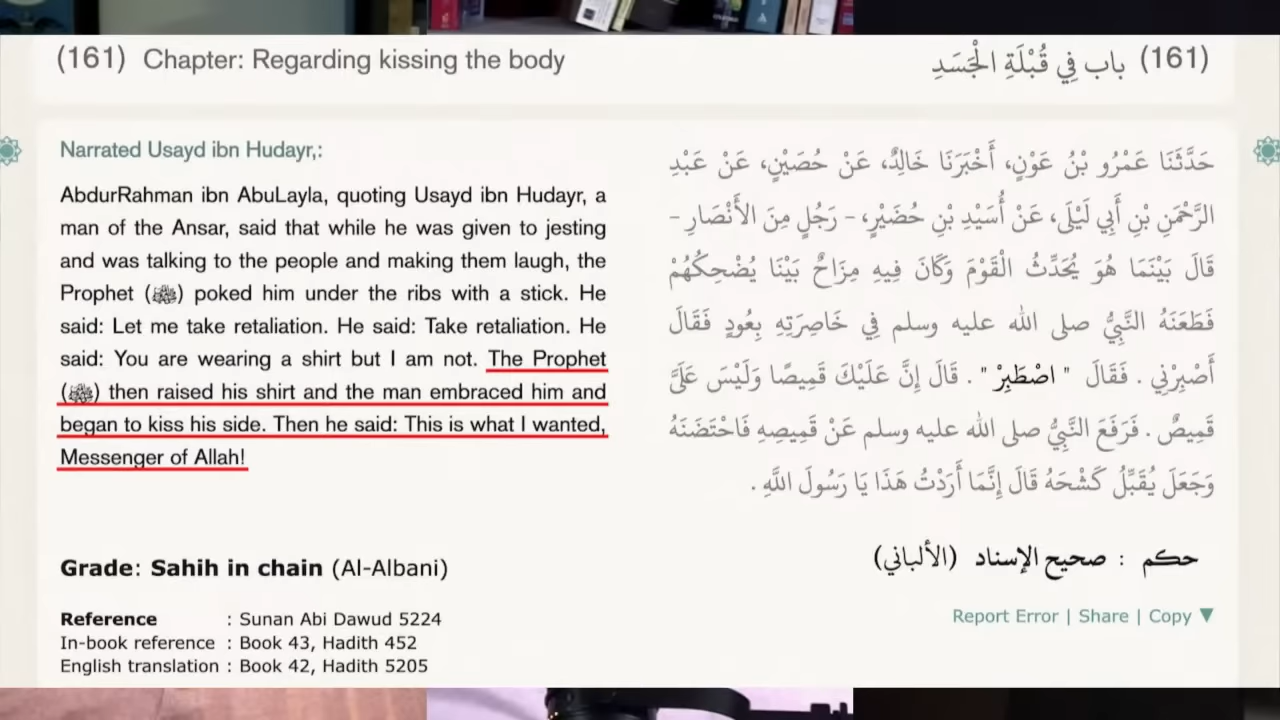 (161) Chapter: Regarding kissing the body
(161) باب فِي قُبْلَةِ الْجَسَدِ
Narrated Usayd ibn Hudayr,:
AbdurRahman ibn AbuLayla, quoting Usayd ibn Hudayr, a
man of the Ansar, said that while he was given to jesting
and was talking to the people and making them laugh, the
Prophet (ﷺ) poked him under the ribs with a stick. He
said: Let me take retaliation. He said: Take retaliation. He
said: You are wearing a shirt but I am not. The Prophet
(ﷺ) then raised his shirt and the man embraced him and
began to kiss his side. Then he said: This is what I wanted,
Messenger of Allah!
حَدَّثَنَا عَمْرُو بْنُ عَوْنٍ، أَخْبَرَنَا خَالِدٌ، عَنْ حُصَيْنٍ، عَنْ عَبْدِ
الرَّحْمَنِ بْنِ أَبِي لَيْلَى، عَنْ أُسَيْدِ بْنِ حُضَيْرٍ، - رَجُلٍ مِنَ الأَنْصَارِ -
قَالَ بَيْنَمَا هُوَ يُحَدِّثُ الْقَوْمَ وَكَانَ فِيهِ مِزَاحٌ بَيْنَا يُضْحِكُهُمْ
فَطَعَنَهُ النَّبِيُّ صلى الله عليه وسلم فِي خَاصِرَتِهِ بِعُودٍ فَقَالَ
أَصْبِرْنِي . فَقَالَ " اصْطَبِرْ " . قَالَ إِنَّ عَلَيْكَ قَمِيصًا وَلَيْسَ عَلَىَّ
قَمِيصٌ . فَرَفَعَ النَّبِيُّ صلى الله عليه وسلم عَنْ قَمِيصِهِ فَاحْتَضَنَهُ
وَجَعَلَ يُقَبِّلُ كَشْحَهُ قَالَ إِنَّمَا أَرَدْتُ هَذَا يَا رَسُولَ اللَّهِ .
Grade: Sahih in chain (Al-Albani)
حكم : صحيح الإسناد (الألباني)
Reference : Sunan Abi Dawud 5224
In-book reference : Book 43, Hadith 452
English translation : Book 42, Hadith 5205
Report Error | Share | Copy ▼